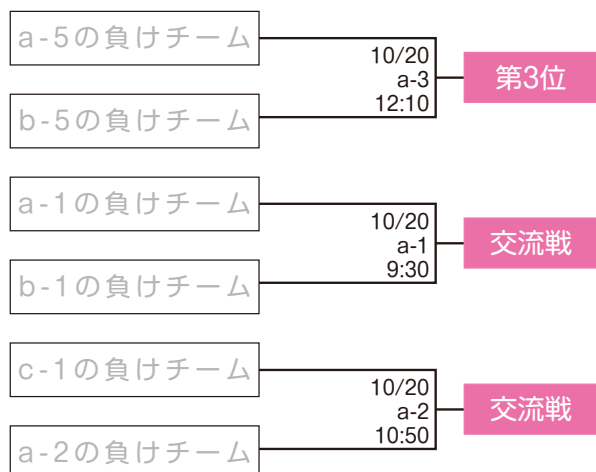 a-5の負けチーム
10/20
a-3
12:10
第3位
b-5の負けチーム
a-1の負けチーム
10/20
a-1
9:30
交流戦
b-1の負けチーム
c-1の負けチーム
10/20
a-2
10:50
交流戦
a-2の負けチーム